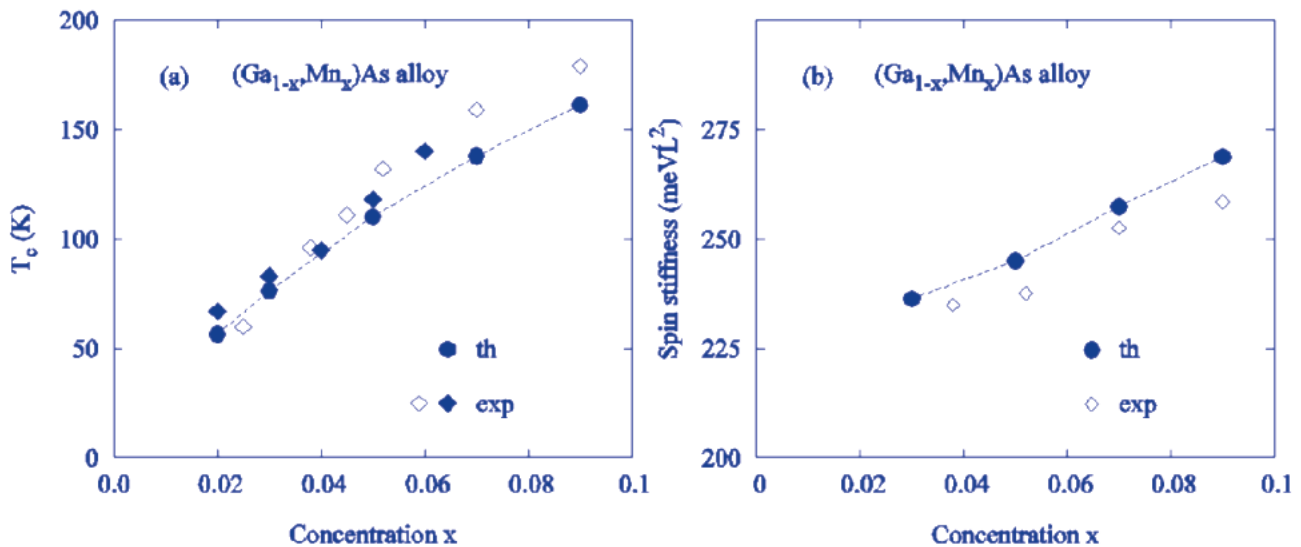 (a) (Ga1-x,Mnx)As alloy
200
150
100
50
0
0.0 0.02 0.04 0.06 0.08 0.1
Tc (K)
Concentration x
th
exp
(b) (Ga1-x,Mnx)As alloy
275
250
225
200
0 0.02 0.04 0.06 0.08 0.1
Spin stiffness (meVĹ2)
Concentration x
th
exp